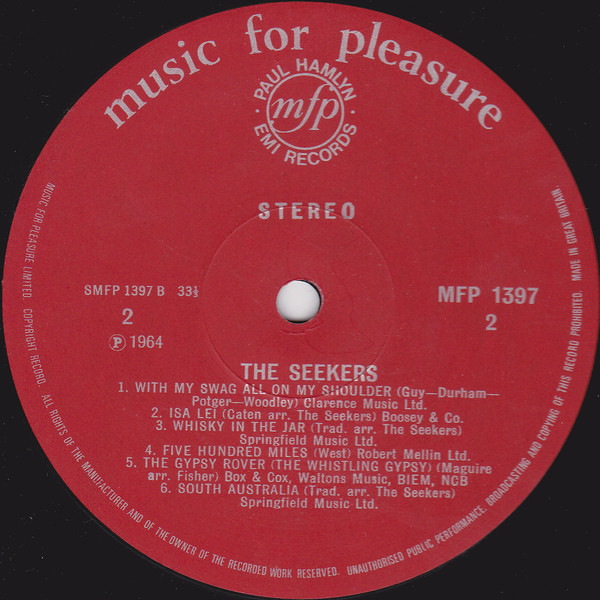 music for pleasure
· PAUL HAMLYN ·
mfp
EMI RECORDS
STEREO
SMFP 1397 B 33⅓
MFP 1397
2
2
Ⓟ 1964
THE SEEKERS
1. WITH MY SWAG ALL ON MY SHOULDER (Guy—Durham—
Potger—Woodley) Clarence Music Ltd.
2. ISA LEI (Caten arr. The Seekers) Boosey & Co.
3. WHISKY IN THE JAR (Trad. arr. The Seekers)
Springfield Music Ltd.
4. FIVE HUNDRED MILES (West) Robert Mellin Ltd.
5. THE GYPSY ROVER (THE WHISTLING GYPSY) (Maguire
arr. Fisher) Box & Cox, Waltons Music, BIEM, NCB
6. SOUTH AUSTRALIA (Trad. arr. The Seekers)
Springfield Music Ltd.
MUSIC FOR PLEASURE LIMITED. COPYRIGHT RECORD. ALL RIGHTS OF THE MANUFACTURER AND OF THE OWNER OF THE RECORDED WORK RESERVED. UNAUTHORISED PUBLIC PERFORMANCE, BROADCASTING AND COPYING OF THIS RECORD PROHIBITED. MADE IN GREAT BRITAIN.